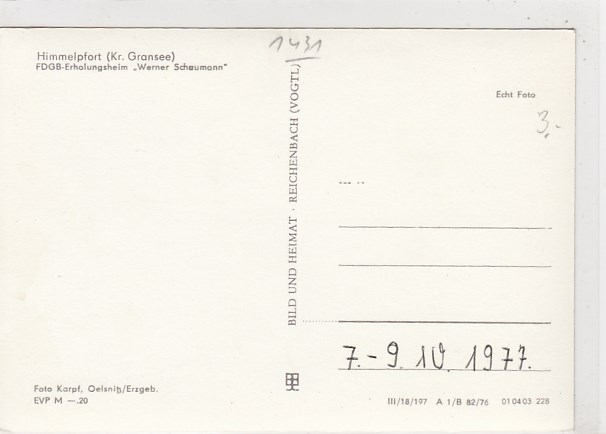 1431
Himmelpfort (Kr. Gransee)
FDGB-Erholungsheim „Werner Schaumann“
Echt Foto
3.-
BILD UND HEIMAT · REICHENBACH (VOGTL)
7.-9. IV. 1977.
Foto Karpf, Oelsnitz/Erzgeb.
EVP M —.20
III/18/197 A 1/B 82/76 01 04 03 228